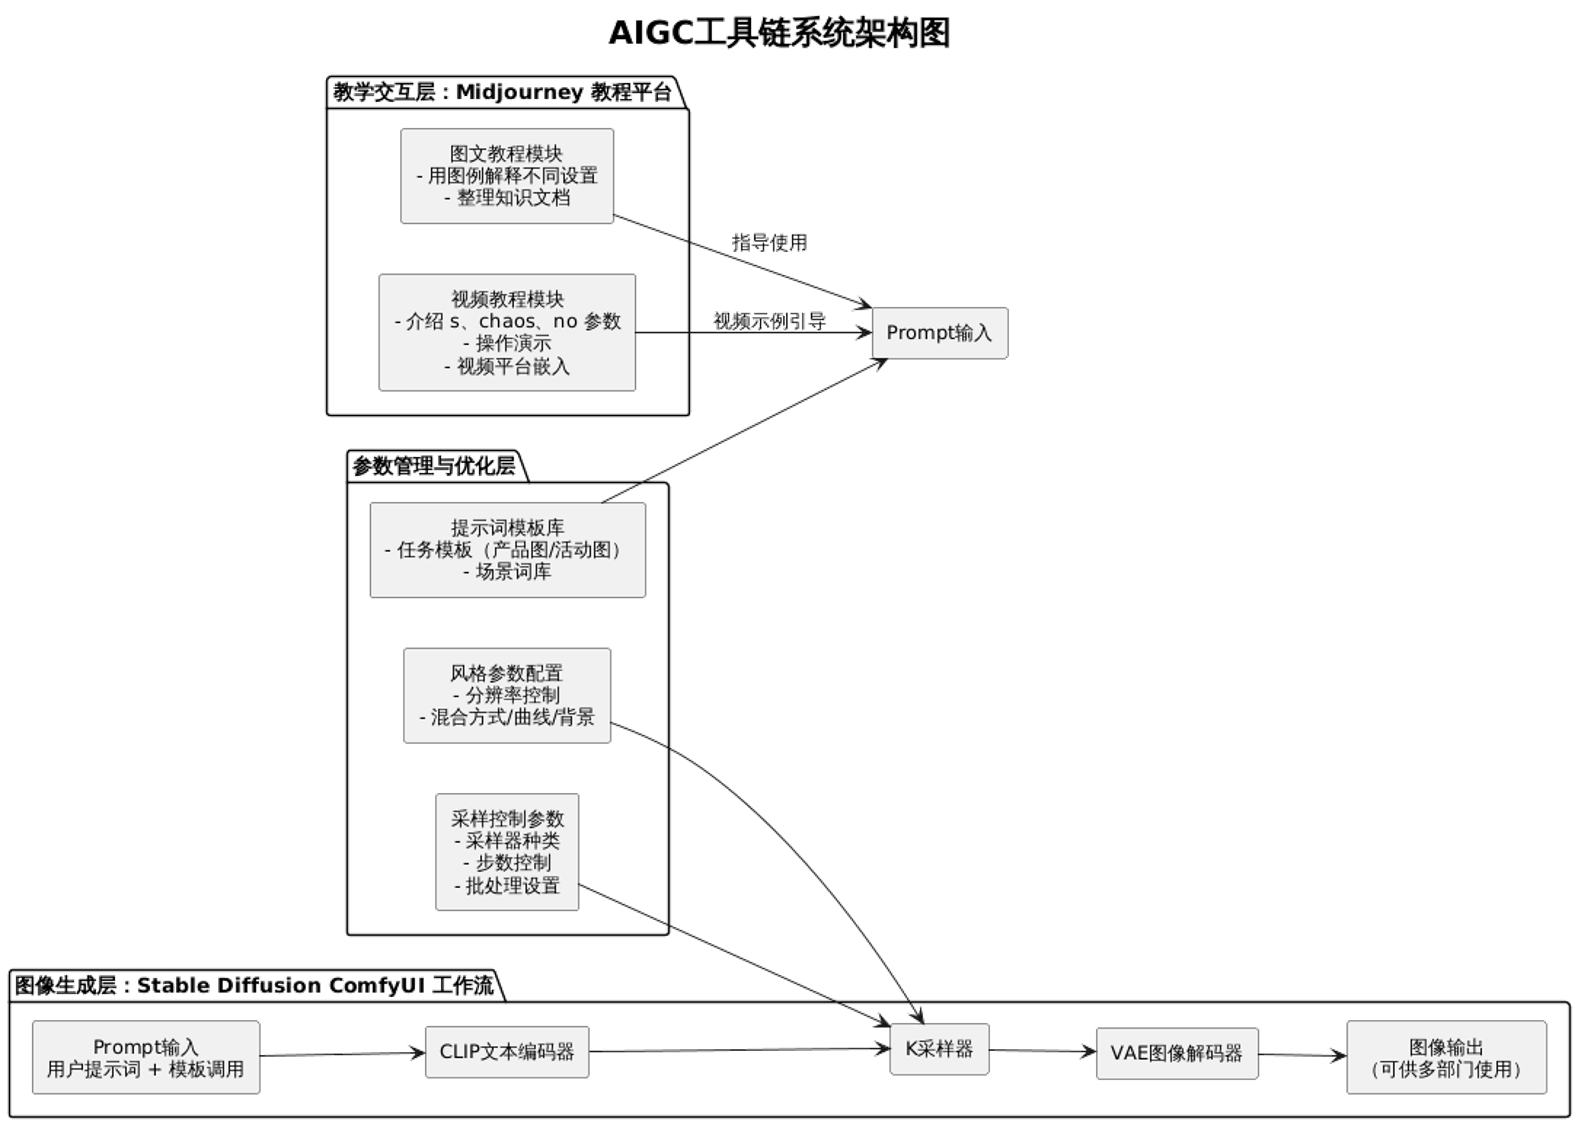 AIGC工具链系统架构图
教学交互层：Midjourney 教程平台
图文教程模块
- 用图例解释不同设置
- 整理知识文档
指导使用
视频教程模块
- 介绍 s、chaos、no 参数
- 操作演示
- 视频平台嵌入
视频示例引导
Prompt输入
参数管理与优化层
提示词模板库
- 任务模板（产品图/活动图）
- 场景词库
风格参数配置
- 分辨率控制
- 混合方式/曲线/背景
采样控制参数
- 采样器种类
- 步数控制
- 批处理设置
图像生成层：Stable Diffusion ComfyUI 工作流
Prompt输入
用户提示词 + 模板调用
CLIP文本编码器
K采样器
VAE图像解码器
图像输出
（可供多部门使用）